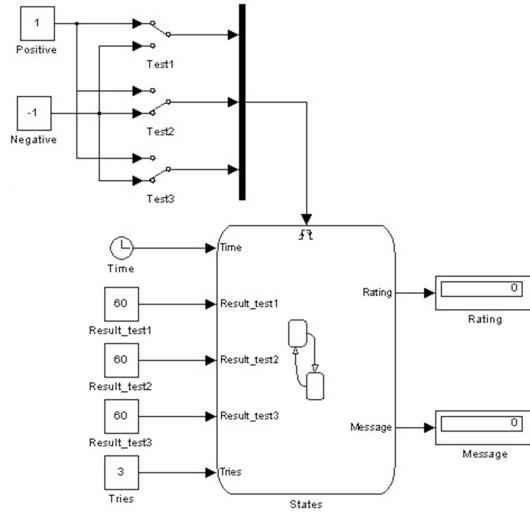 1
Positive
Test1
-1
Negative
Test2
Test3
Time
Time
60
Result_test1
Result_test1
60
Result_test2
Result_test2
60
Result_test3
Result_test3
3
Tries
Tries
Rating
0
Rating
Message
0
Message
States